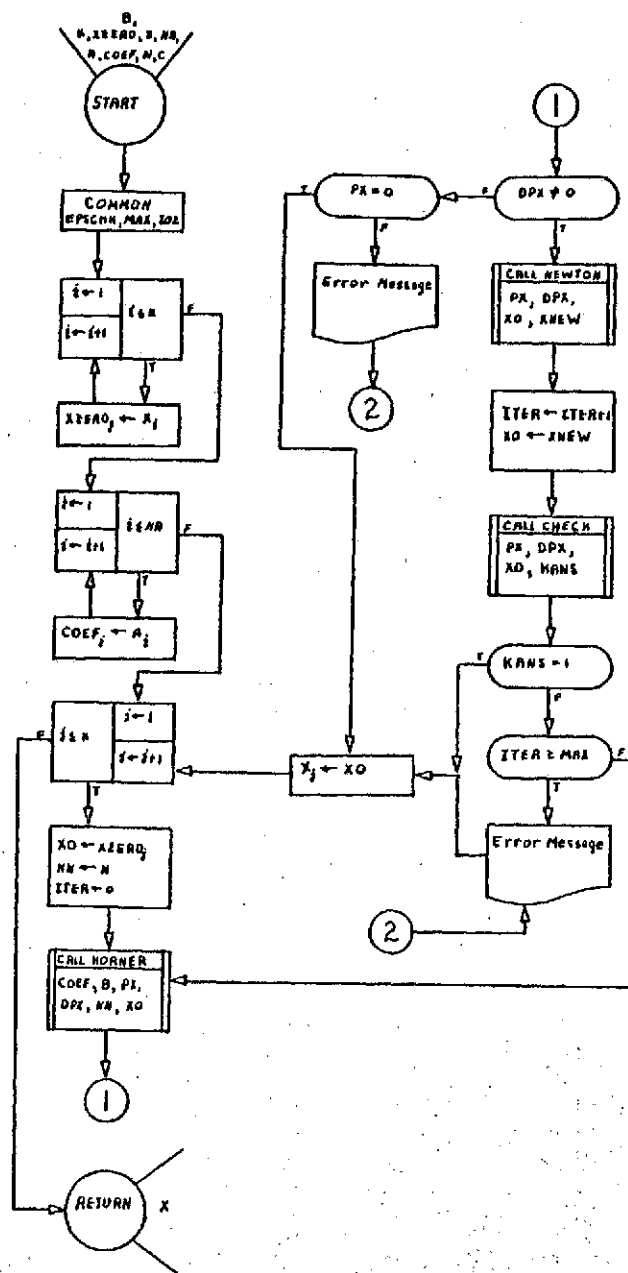 B,
K, XZERO, X, NA,
A, COEF, N, C
START
COMMON
EPSCHK, MAX, IO2
j←1
j←j+1
j≤K
F
T
XZERO_j ← X_j
i←1
i←i+1
i≤NA
F
T
COEF_i ← A_i
j←1
j←j+1
j≤K
F
T
XO ← XZERO_j
NN ← N
ITER ← 0
CALL HORNER
COEF, B, PX,
DPX, NN, XO
1
RETURN
X
1
DPX ≠ 0
F
T
PX = 0
T
F
Error Message
2
CALL NEWTON
PX, DPX,
XO, XNEW
ITER ← ITER+1
XO ← XNEW
CALL CHECK
PX, DPX,
XO, KANS
KANS = 1
T
F
ITER ≥ MAX
F
T
X_j ← XO
Error Message
2